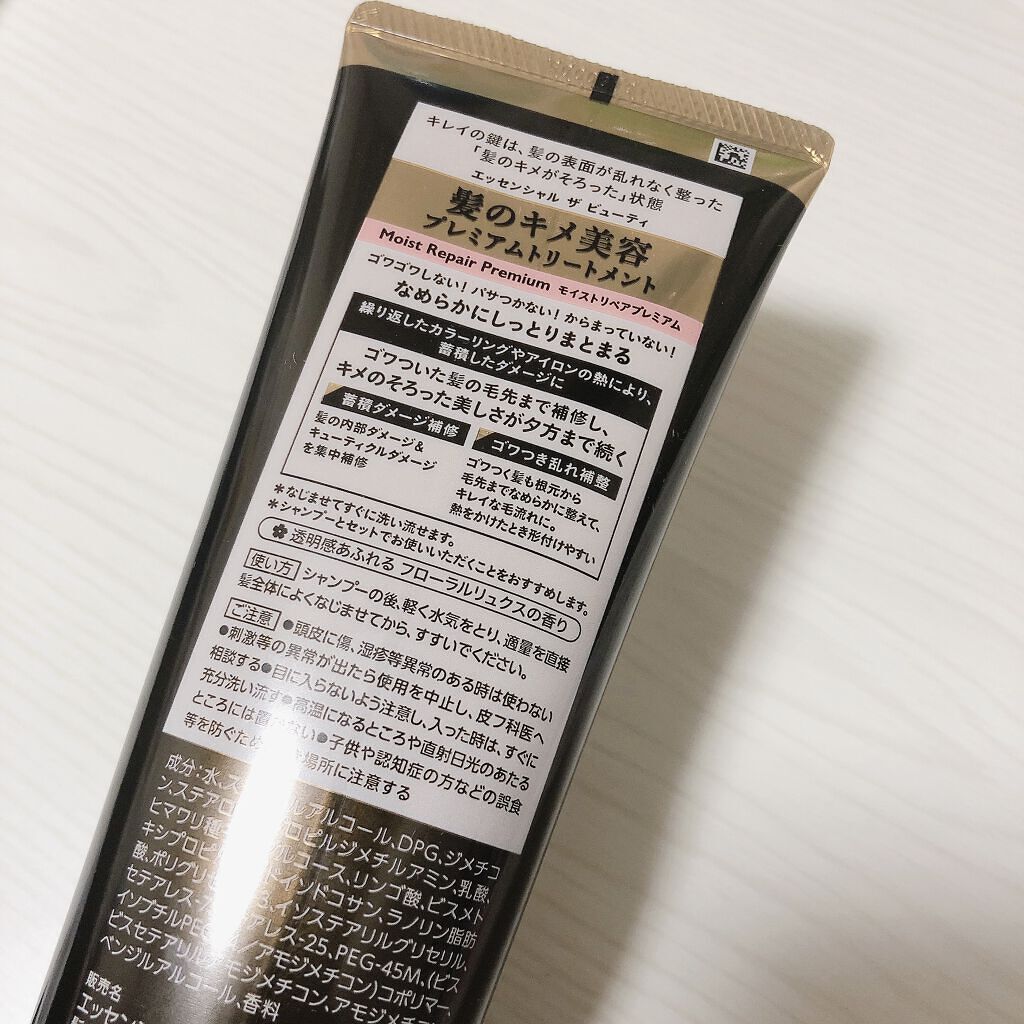 キレイの鍵は、髪の表面が乱れなく整った
「髪のキメがそろった」状態
エッセンシャル ザ ビューティ
髪のキメ美容
プレミアムトリートメント
Moist Repair Premium モイストリペアプレミアム
ゴワゴワしない！パサつかない！からまっていない！
なめらかにしっとりまとまる
繰り返したカラーリングやアイロンの熱により、
蓄積したダメージに
ゴワついた髪の毛先まで補修し、
キメのそろった美しさが夕方まで続く
蓄積ダメージ補修
髪の内部ダメージ&
キューティクルダメージ
を集中補修
ゴワつき乱れ補整
ゴワつく髪も根元から
毛先までなめらかに整えて、
キレイな毛流れに。
熱をかけたとき形付けやすい
*なじませてすぐに洗い流せます。
*シャンプーとセットでお使いいただくことをおすすめします。
透明感あふれる フローラルリュクスの香り
使い方 シャンプーの後、軽く水気をとり、適量を直接
髪全体によくなじませてから、すすいでください。
ご注意 ●頭皮に傷、湿疹等異常のある時は使わない
●刺激等の異常が出たら使用を中止し、皮フ科医へ
相談する●目に入らないよう注意し、入った時は、すぐに
充分洗い流す●高温になるところや直射日光のあたる
ところには置かない●子供や認知症の方などの誤食
等を防ぐため 場所に注意する
成分:水、 ルアルコール、DPG、ジメチコ
ン、ステアロ ロピルジメチルアミン、乳酸、
ヒマワリ種 ルコース、リンゴ酸、ビスメト
キシプロピ ドインドコサン、ラノリン脂肪
酸、ポリグリ 、イソステアリルグリセリル、
セテアレス- アレス-25、PEG-45M、(ビス
イソブチルPEG /アモジメチコン)コポリマー、
ビスセテアリルアモジメチコン、アモジメチコン
ベンジルアルコール、香料
販売名
エッセン